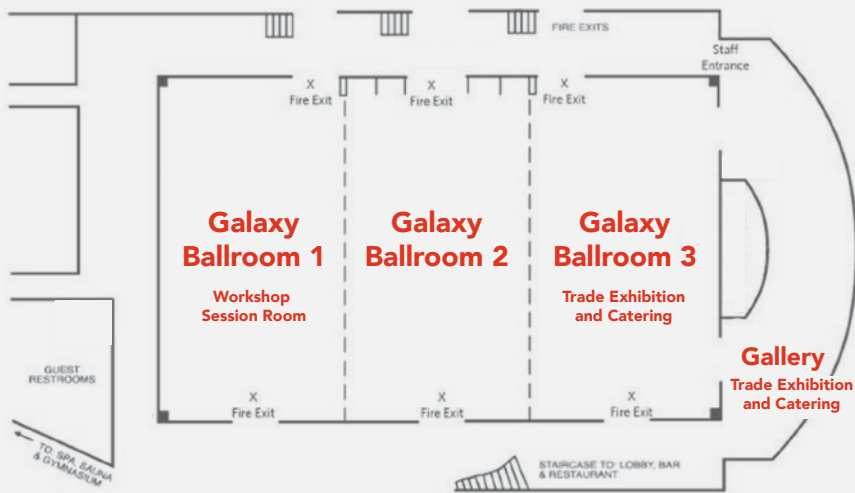 FIRE EXITS
Staff
Entrance
X
Fire Exit
X
Fire Exit
X
Fire Exit
Galaxy
Ballroom 1
Workshop
Session Room
Galaxy
Ballroom 2
Galaxy
Ballroom 3
Trade Exhibition
and Catering
Gallery
Trade Exhibition
and Catering
GUEST
RESTROOMS
X
Fire Exit
X
Fire Exit
X
Fire Exit
TO: SPA, SAUNA
& GYMNASIUM
STAIRCASE TO: LOBBY, BAR
& RESTAURANT